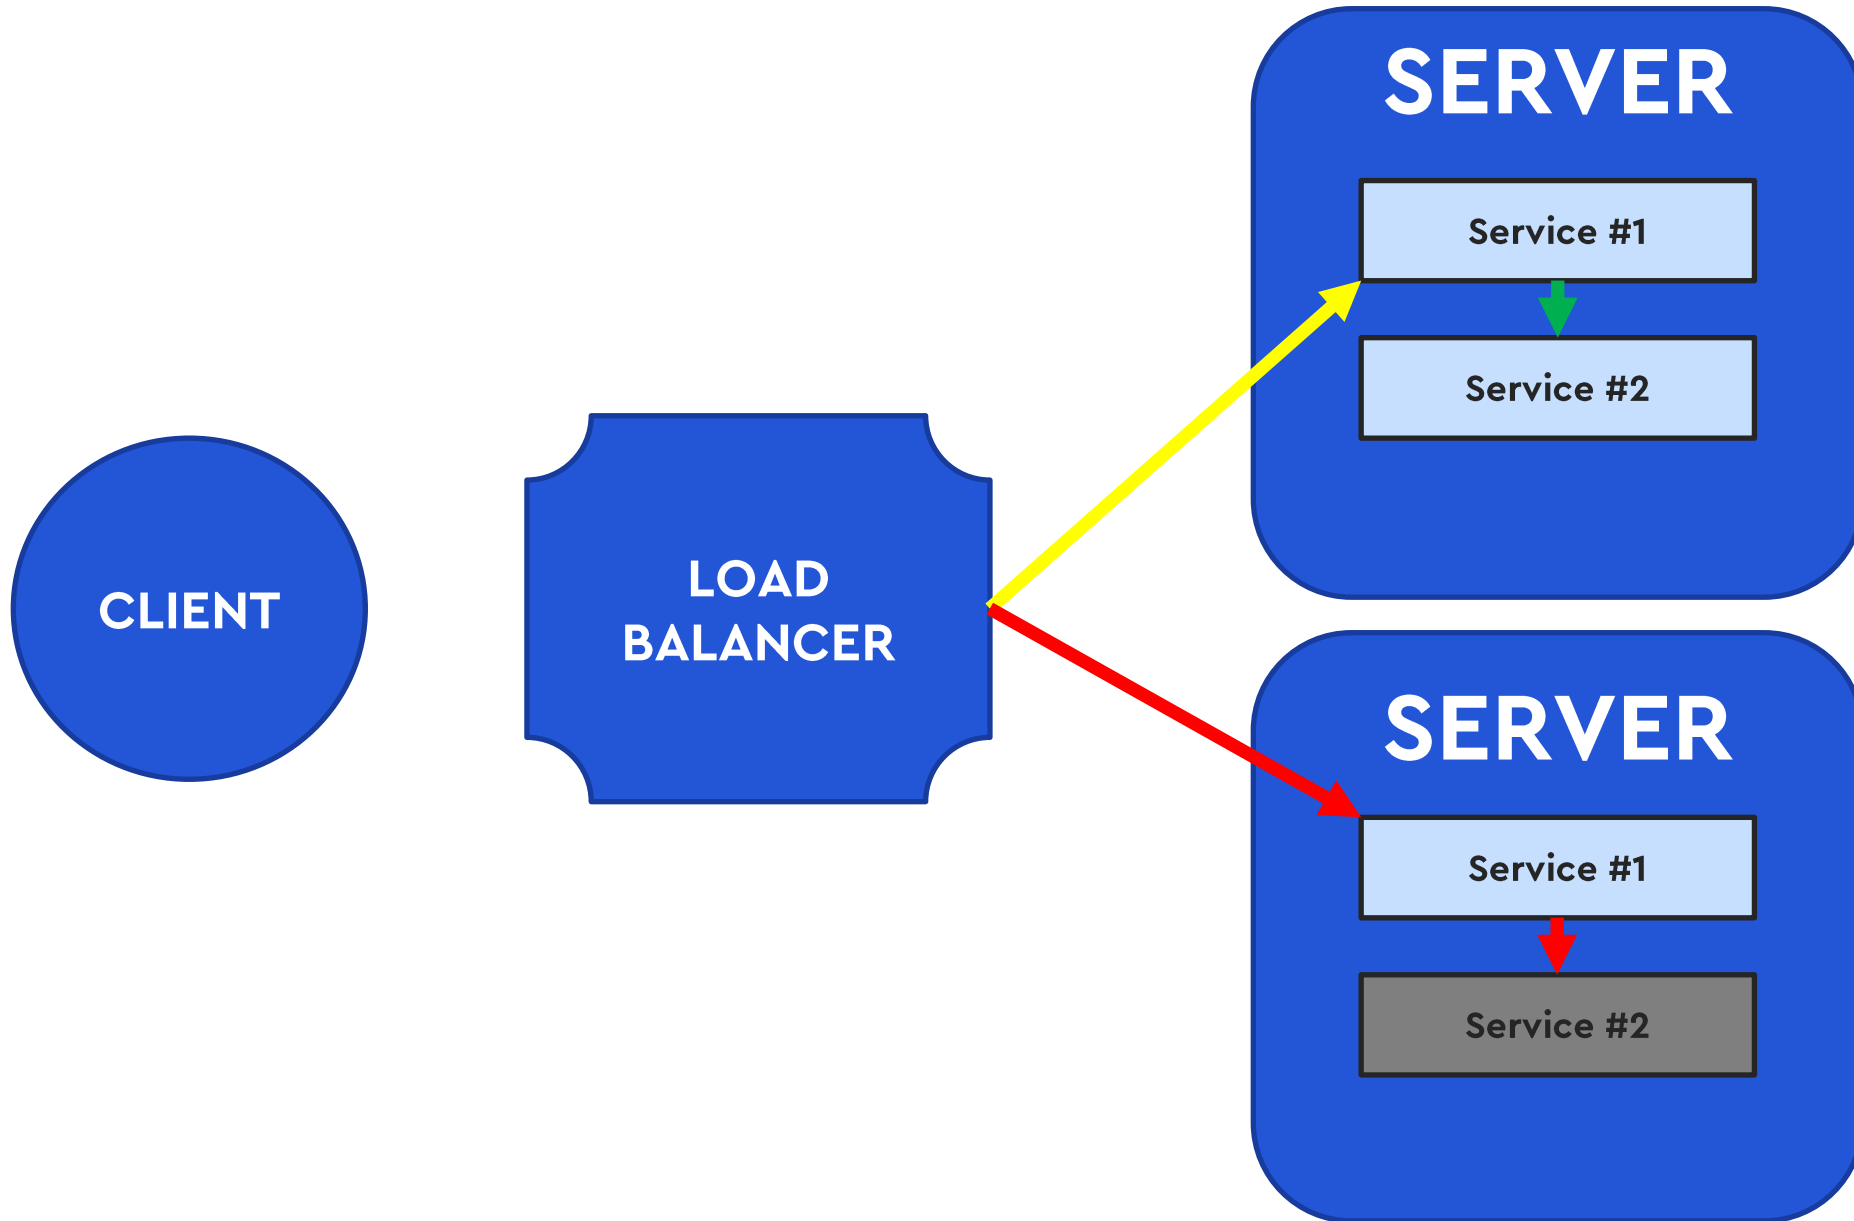 SERVER
Service #1
Service #2
CLIENT
LOAD
BALANCER
SERVER
Service #1
Service #2